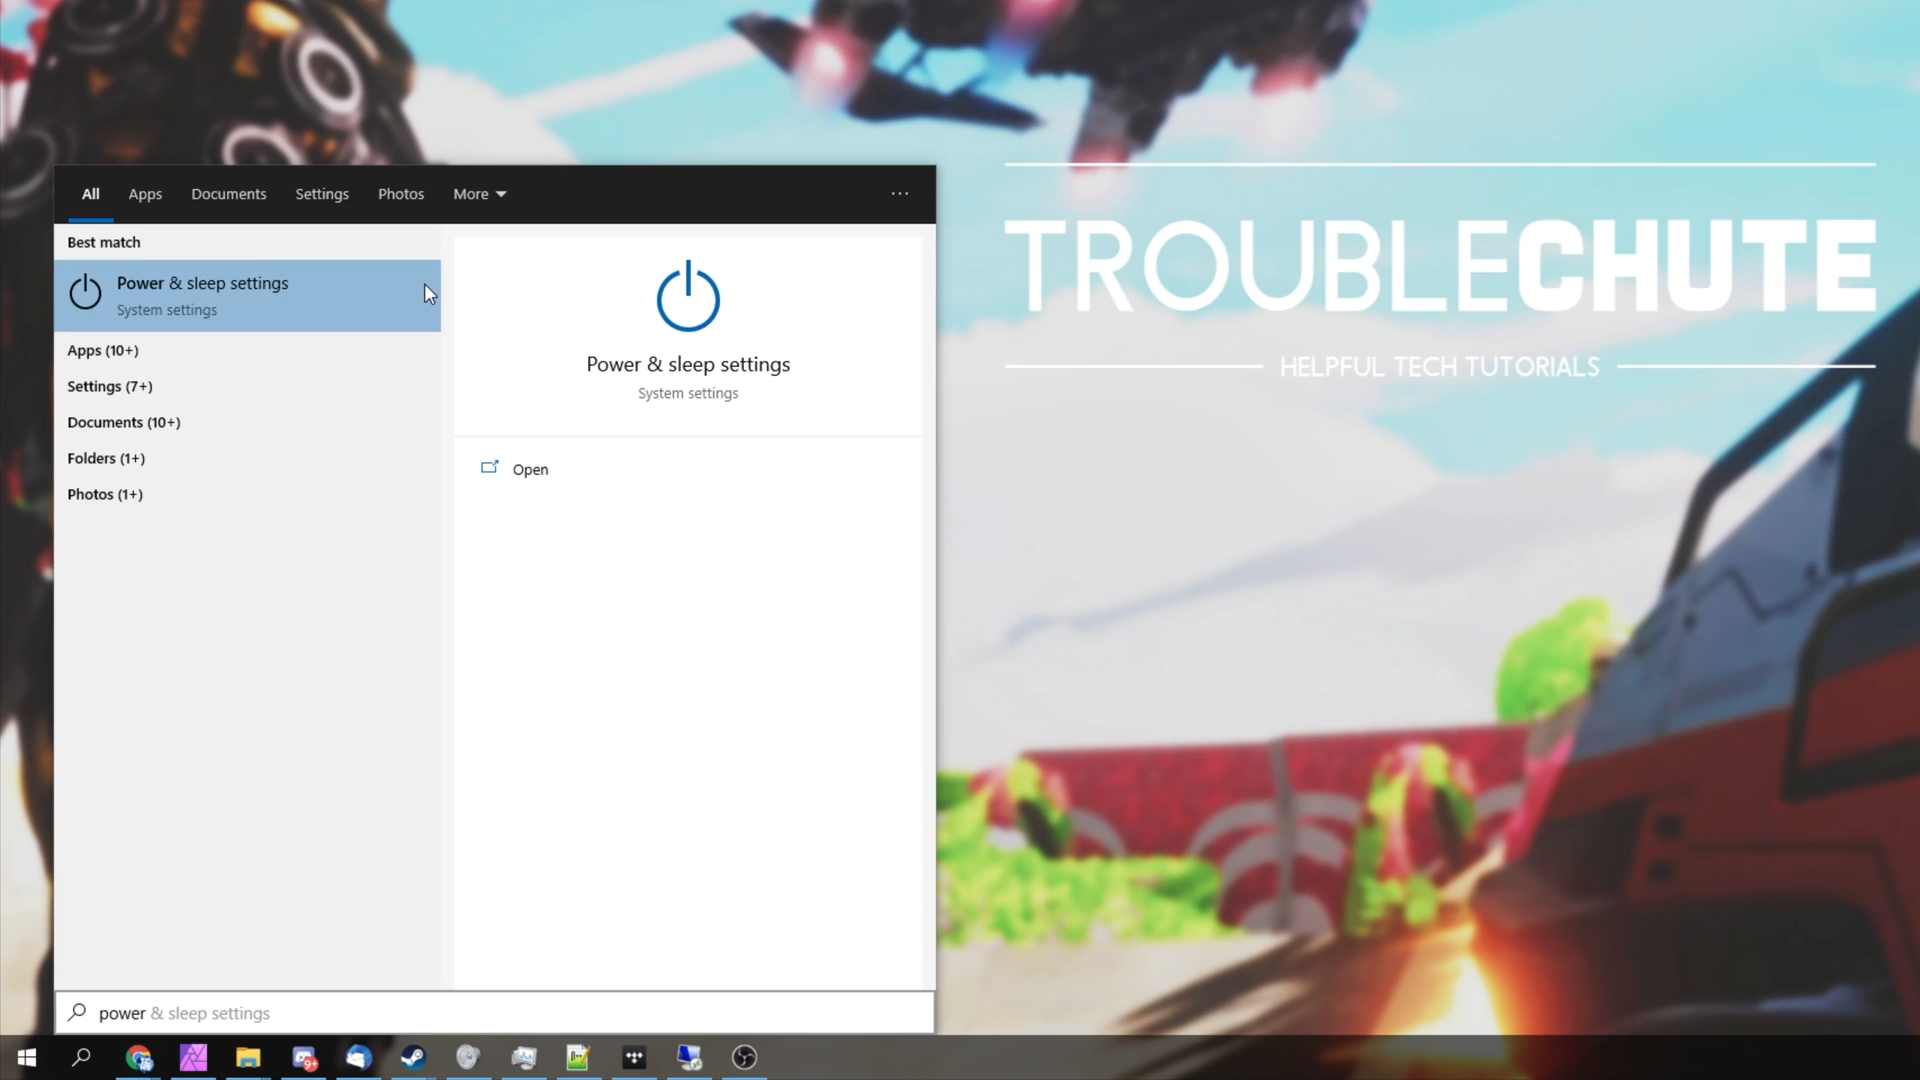 All Apps Documents Settings Photos More ...
Best match
Power & sleep settings
System settings
Apps (10+)
Settings (7+)
Documents (10+)
Folders (1+)
Photos (1+)
Power & sleep settings
System settings
Open
power & sleep settings
TROUBLECHUTE
HELPFUL TECH TUTORIALS
9+